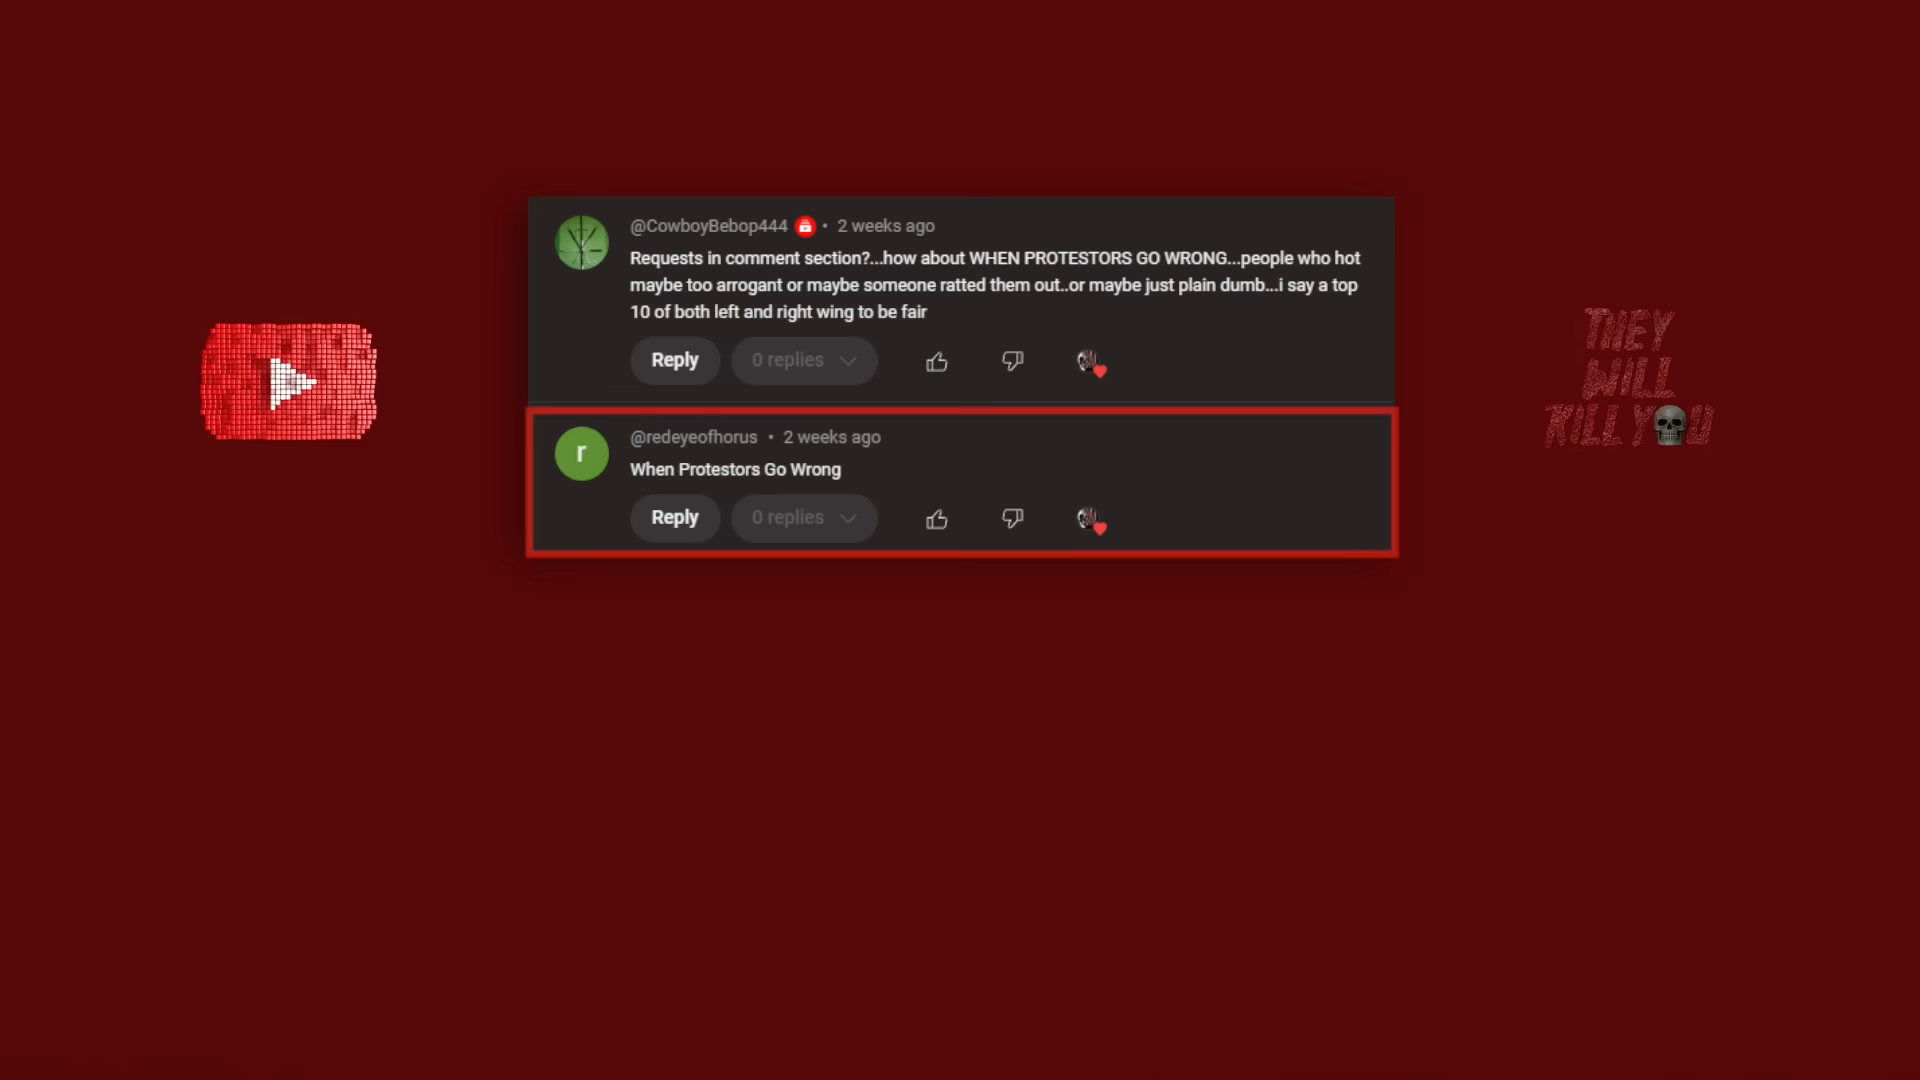 @CowboyBebop444 • 2 weeks ago
Requests in comment section?...how about WHEN PROTESTORS GO WRONG...people who hot
maybe too arrogant or maybe someone ratted them out..or maybe just plain dumb...i say a top
10 of both left and right wing to be fair
Reply 0 replies
r
@redeyeofhorus • 2 weeks ago
When Protestors Go Wrong
Reply 0 replies
THEY
WILL
KILL YOU